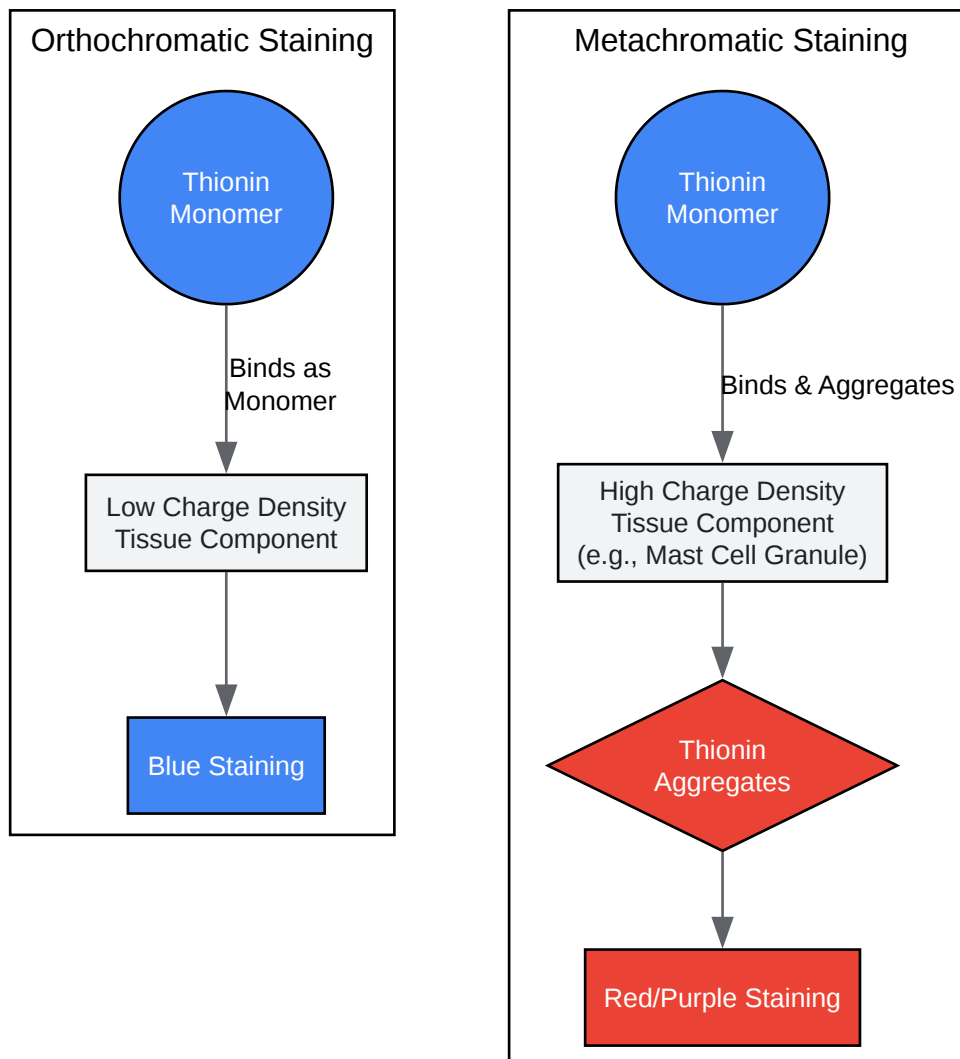 Orthochromatic Staining
Thionin
Monomer
Binds as
Monomer
Low Charge Density
Tissue Component
Blue Staining
Metachromatic Staining
Thionin
Monomer
Binds & Aggregates
High Charge Density
Tissue Component
(e.g., Mast Cell Granule)
Thionin
Aggregates
Red/Purple Staining